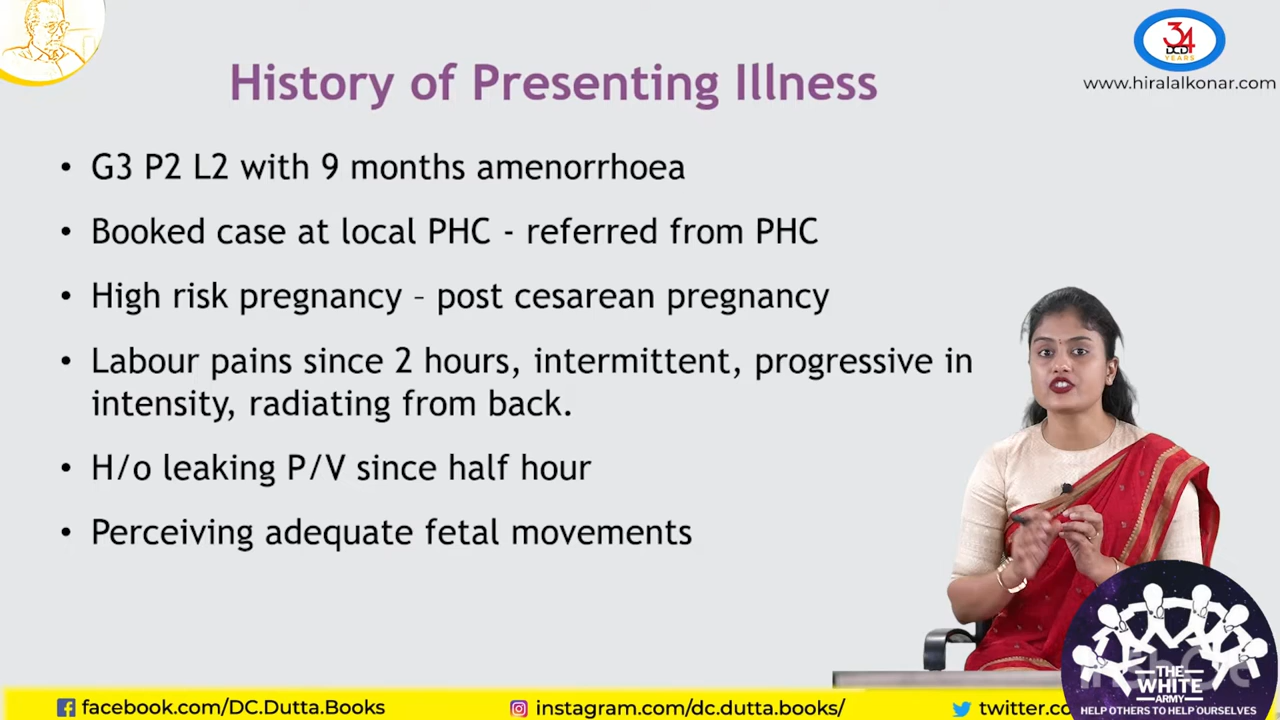 34
DCD
YEARS
www.hiralalkonar.com
History of Presenting Illness
• G3 P2 L2 with 9 months amenorrhoea
• Booked case at local PHC - referred from PHC
• High risk pregnancy – post cesarean pregnancy
• Labour pains since 2 hours, intermittent, progressive in
intensity, radiating from back.
• H/o leaking P/V since half hour
• Perceiving adequate fetal movements
THE
WHITE
ARMY
HELP OTHERS TO HELP OURSELVES
facebook.com/DC.Dutta.Books
instagram.com/dc.dutta.books/
twitter.co